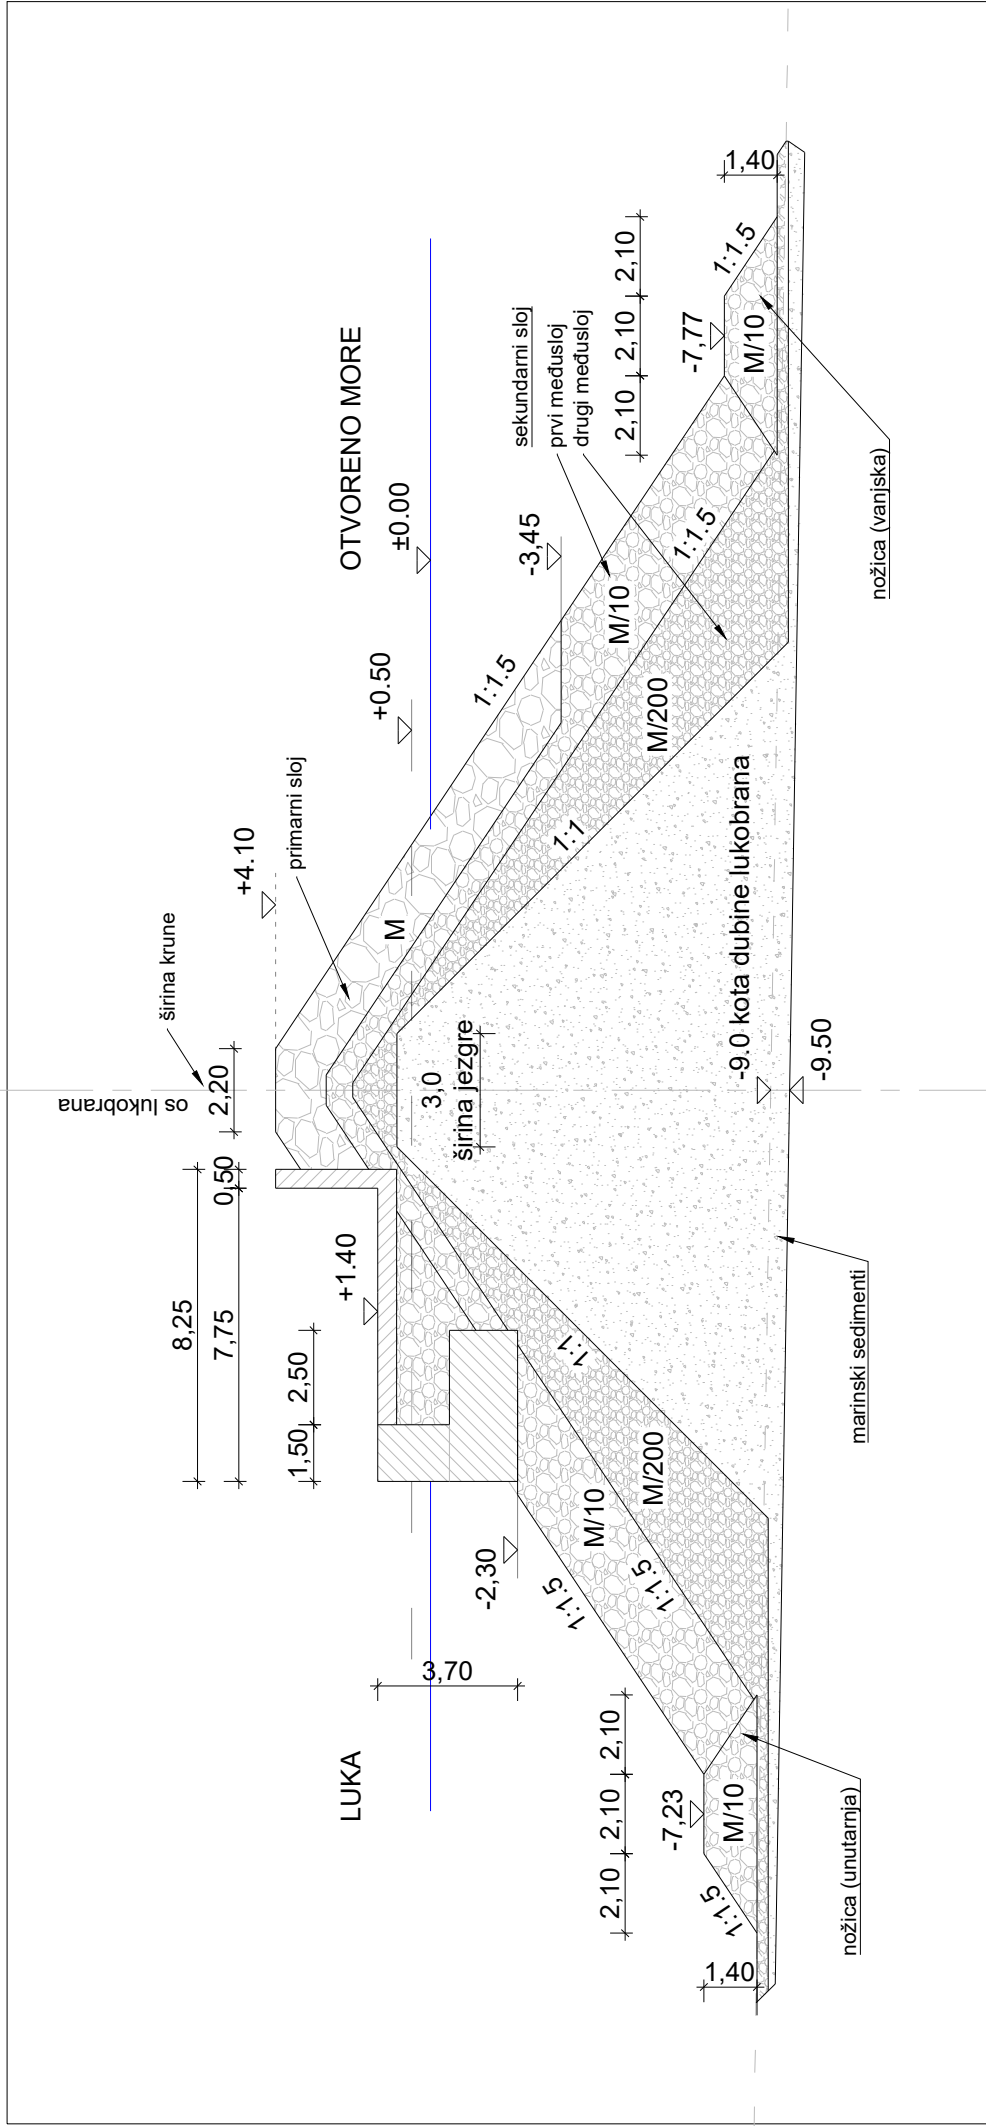 os lukobrana
širina krune
2,20
8,25
0,50
7,75
+4.10
primarni sloj
OTVORENO MORE
±0.00
+0.50
LUKA
+1.40
2,50
1,50
3,70
-2,30
1:1.5
M
-3,45
sekundarni sloj
prvi međusloj
drugi međusloj
2,10
2,10
2,10
-7,77
1,40
1:1.5
M/10
M/10
1:1.5
M/200
1:1
3,0
širina jezgre
1:1
M/200
M/10
1:1.5
1:1.5
2,10
2,10
2,10
-7,23
M/10
1:1.5
1,40
-9.0 kota dubine lukobrana
-9.50
nožica (unutarnja)
marinski sedimenti
nožica (vanjska)